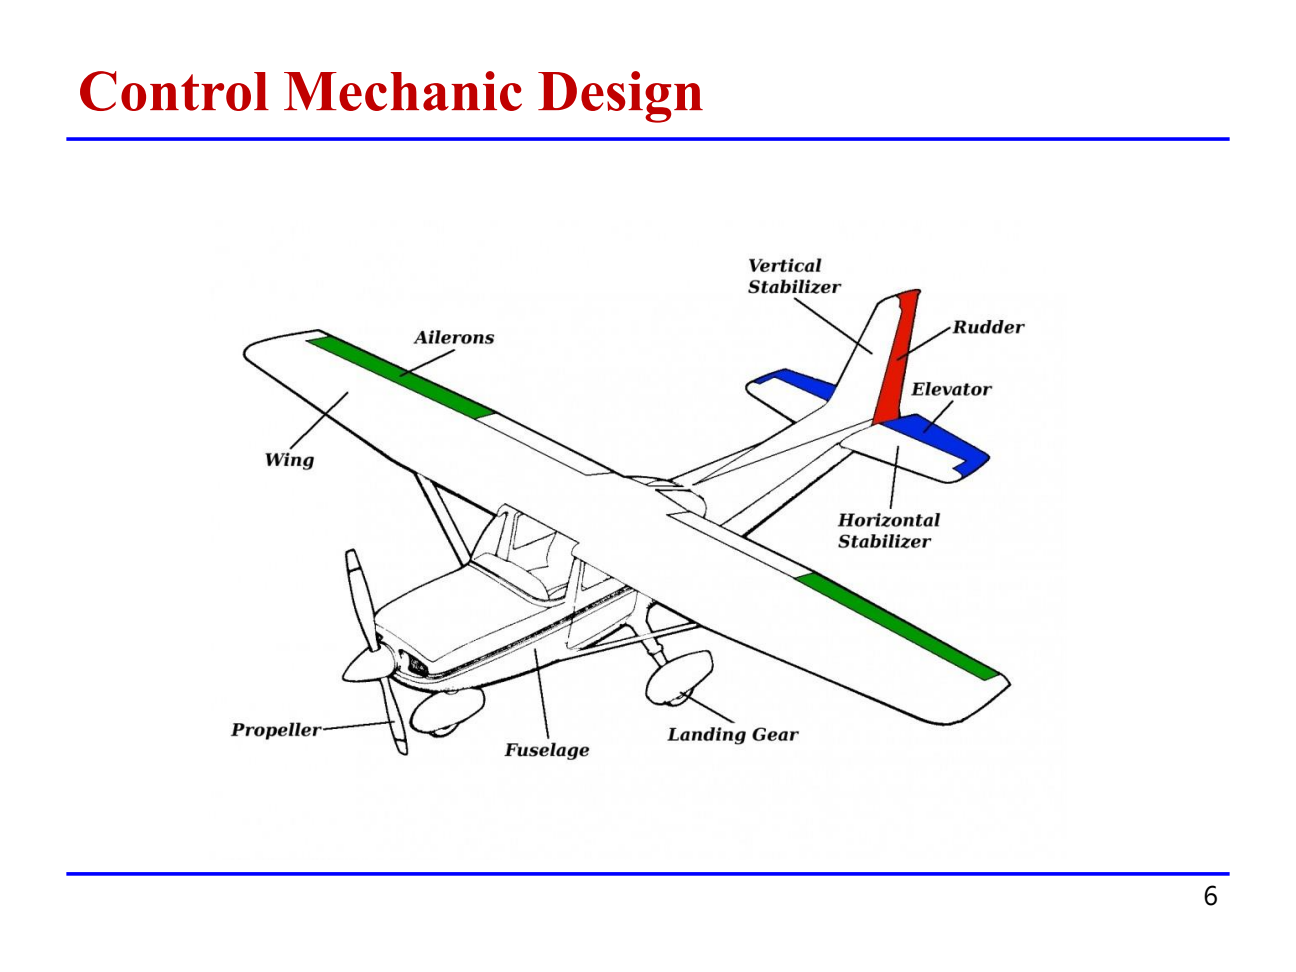 Control Mechanic Design
Vertical
Stabilizer
Rudder
Ailerons
Elevator
Wing
Horizontal
Stabilizer
Propeller
Landing Gear
Fuselage
6